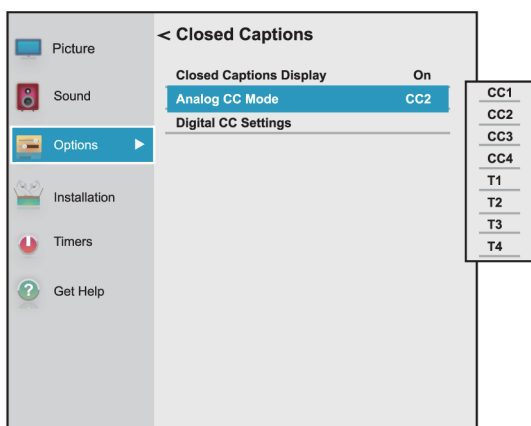 Picture
Sound
Options
Installation
Timers
Get Help
< Closed Captions
Closed Captions Display On
Analog CC Mode CC2
Digital CC Settings
CC1
CC2
CC3
CC4
T1
T2
T3
T4